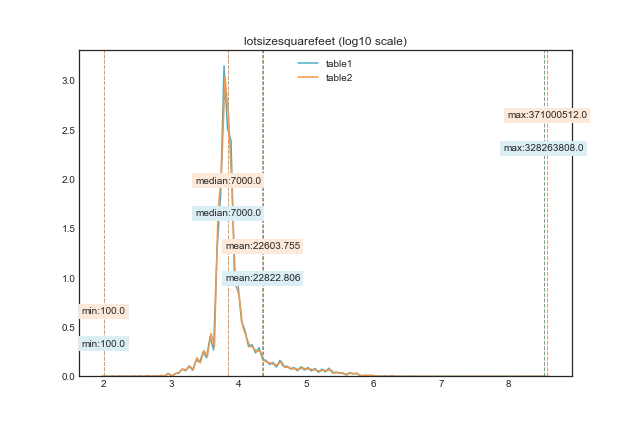 lotsizesquarefeet (log10 scale)
table1
table2
3.0
2.5
2.0
1.5
1.0
0.5
0.0
max:371000512.0
max:328263808.0
median:7000.0
median:7000.0
mean:22603.755
mean:22822.806
min:100.0
min:100.0
2 3 4 5 6 7 8